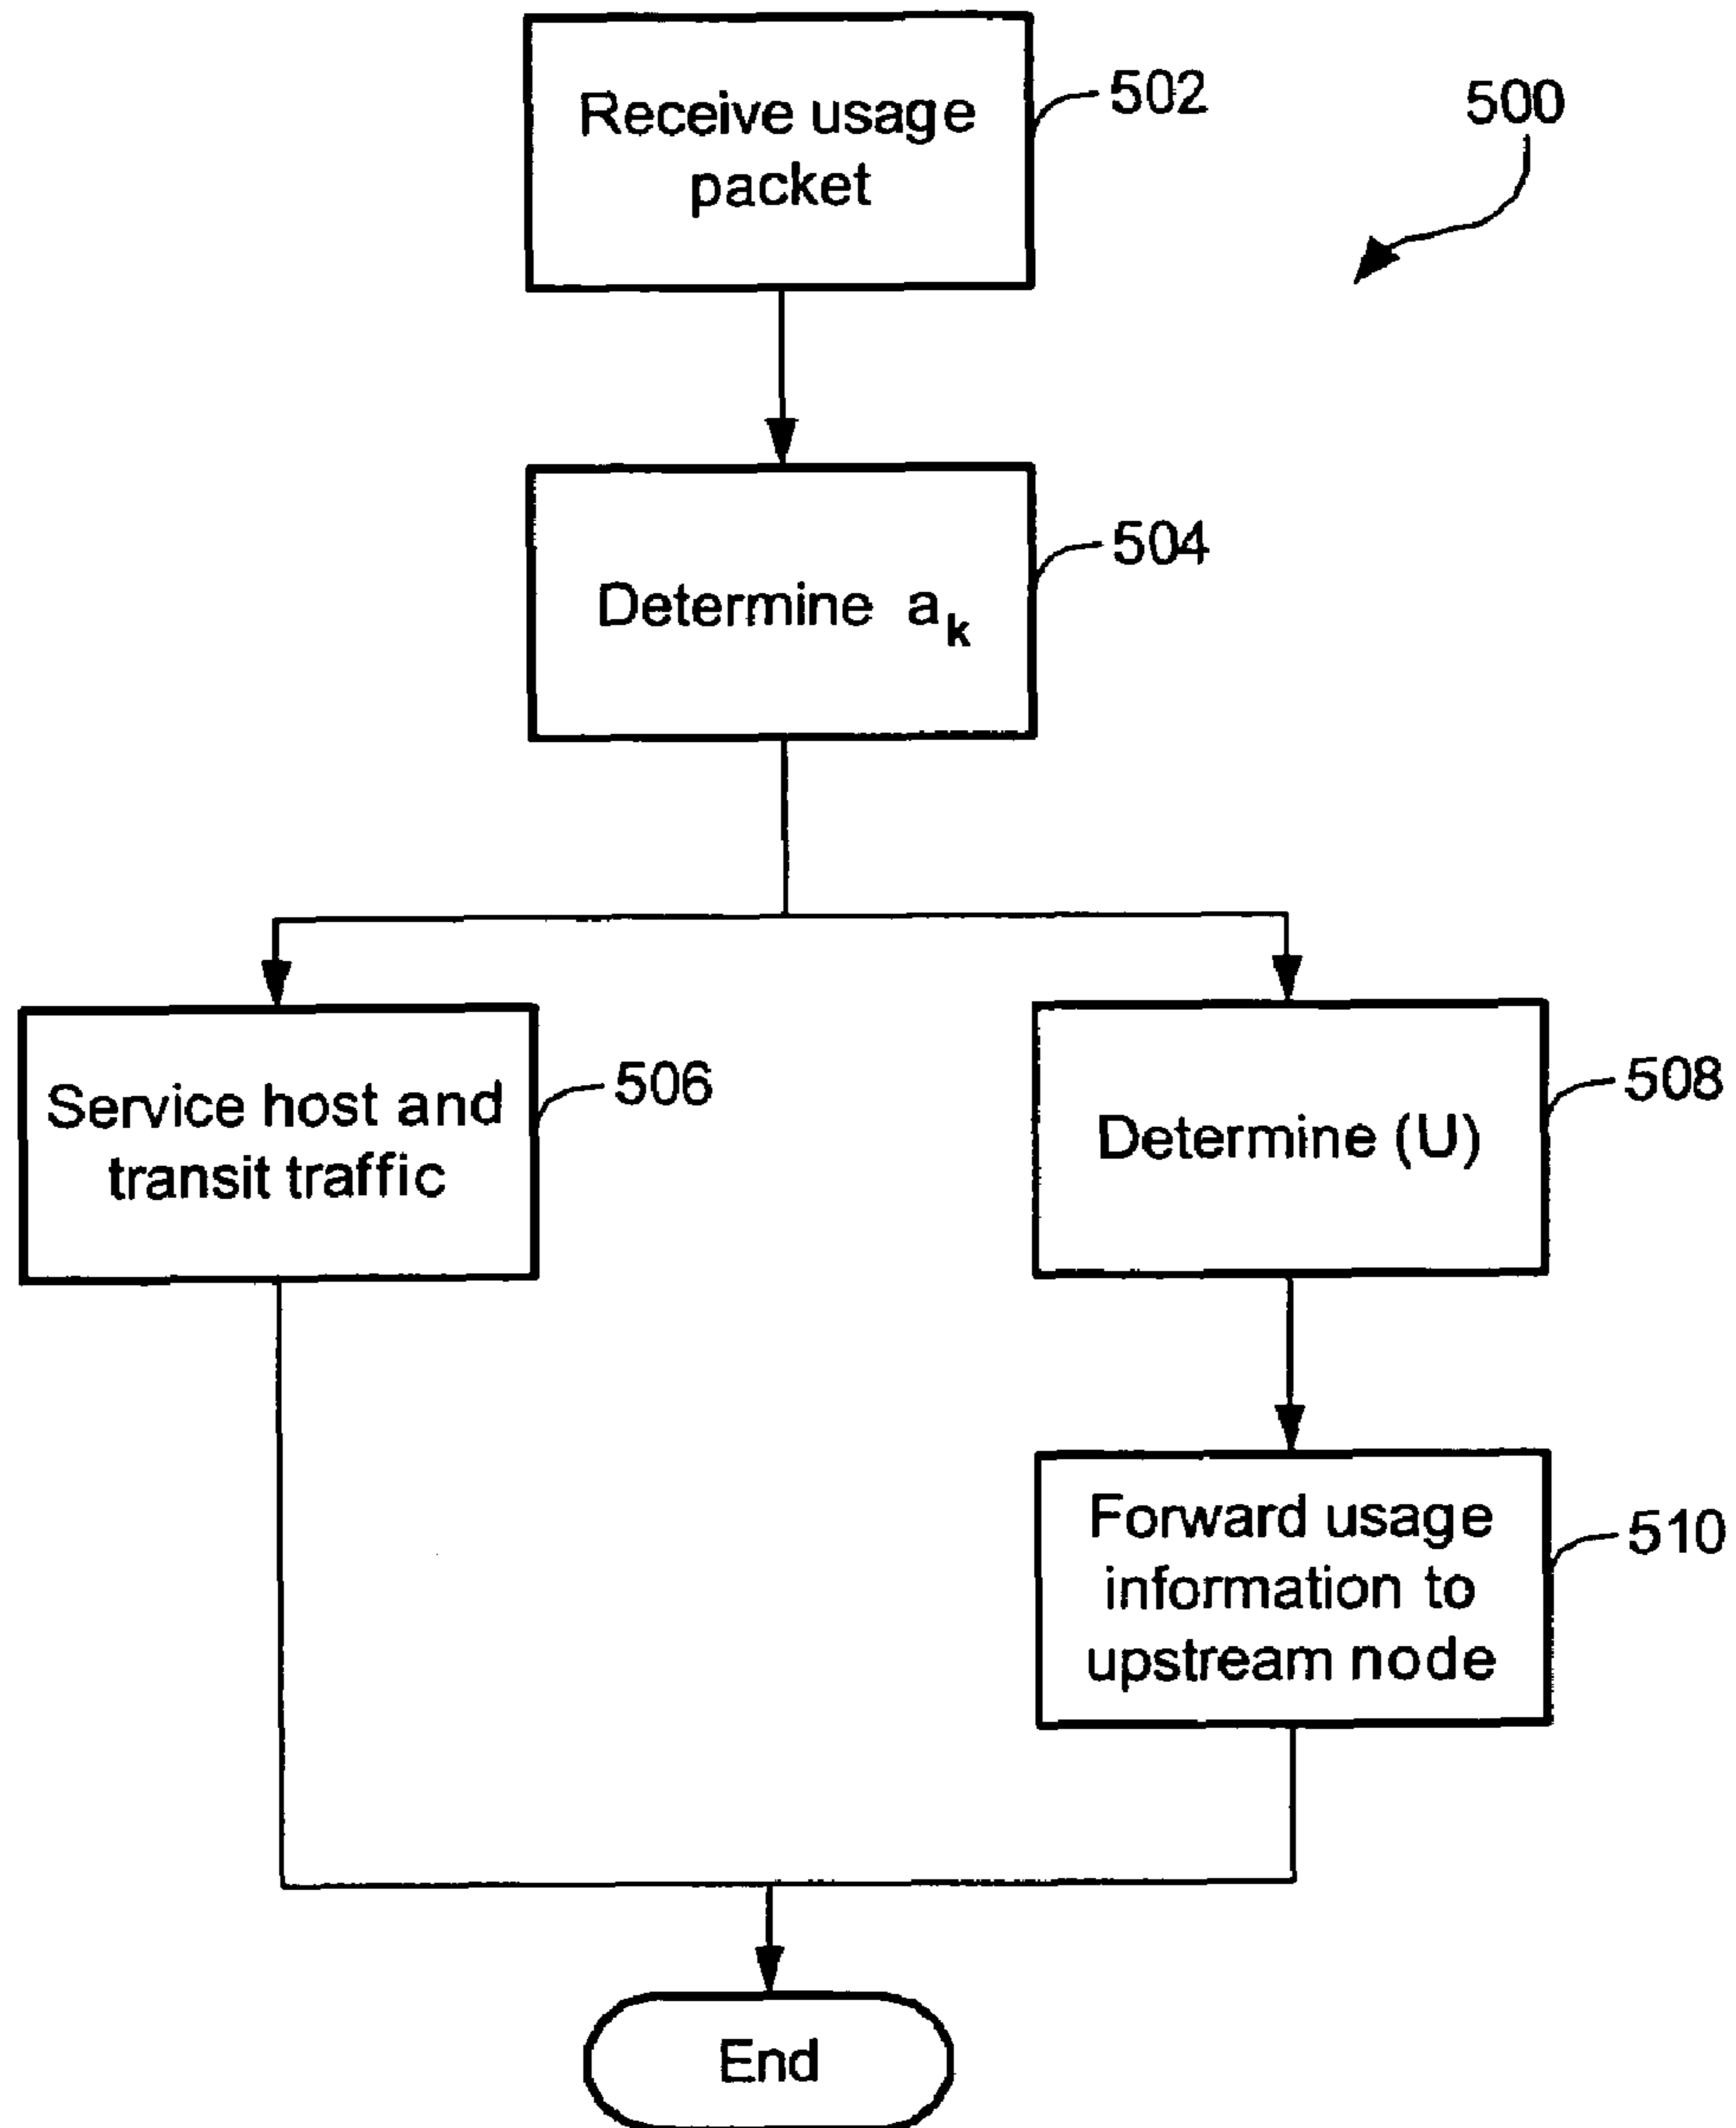 Receive usage
packet
502
500
Determine a_k
504
Service host and
transit traffic
506
Determine (U)
508
Forward usage
information to
upstream node
510
End